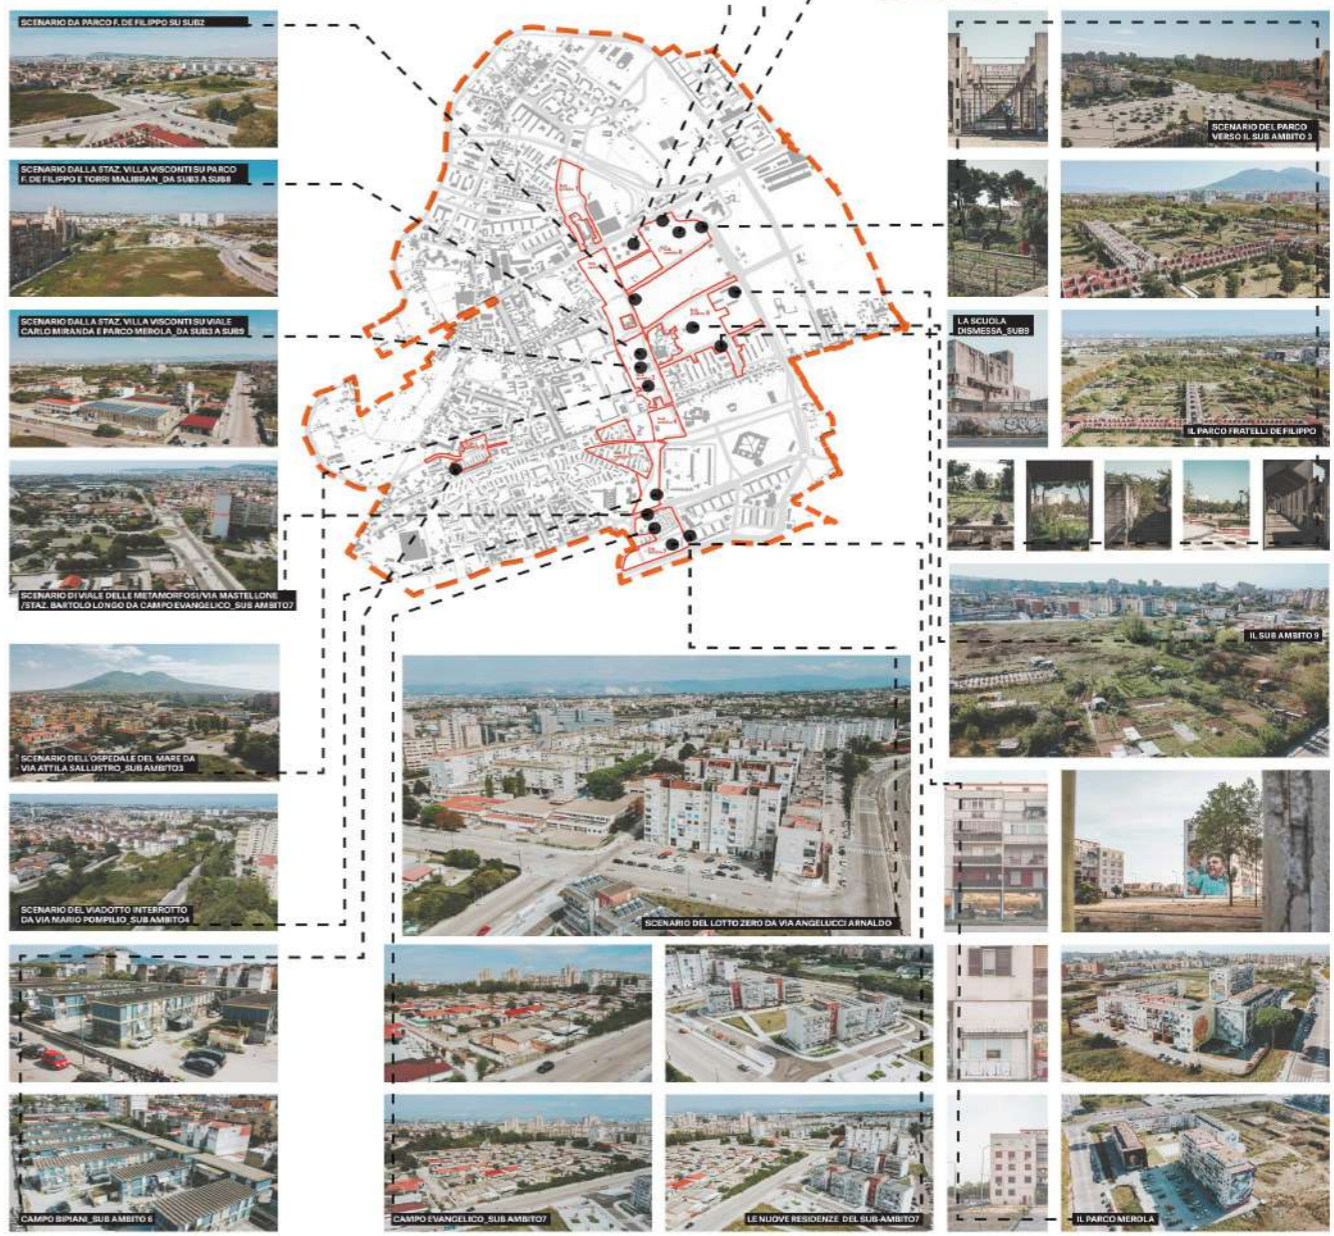 SCENARIO DA PARCO F. DE FILIPPO SU SUB2
SCENARIO DALLA STAZ. VILLA VISCONTI SU PARCO
F. DE FILIPPO E TORRI MALIBRAN_DA SUB3 A SUB8
SCENARIO DALLA STAZ. VILLA VISCONTI SU VIALE
CARLO MIRANDA E PARCO MEROLA_DA SUB3 A SUB9
SCENARIO DI VIALE DELLE METAMORFOSI/VIA MASTELLONE
/STAZ. BARTOLO LONGO DA CAMPO EVANGELICO_SUB AMBITO7
SCENARIO DELL'OSPEDALE DEL MARE DA
VIA ATTILA SALLUSTRO_SUB AMBITO3
SCENARIO DEL VIADOTTO INTERROTTO
DA VIA MARIO POMPILIO_SUB AMBITO4
CAMPO BIPIANI_SUB AMBITO 6
SCENARIO DEL LOTTO ZERO DA VIA ANGELUCCI ARNALDO
CAMPO EVANGELICO_SUB AMBITO7
LE NUOVE RESIDENZE DEL SUB-AMBITO7
SCENARIO DEL PARCO
VERSO IL SUB AMBITO 3
LA SCUOLA
DISMESSA_SUB9
IL PARCO FRATELLI DE FILIPPO
IL SUB AMBITO 9
IL PARCO MEROLA